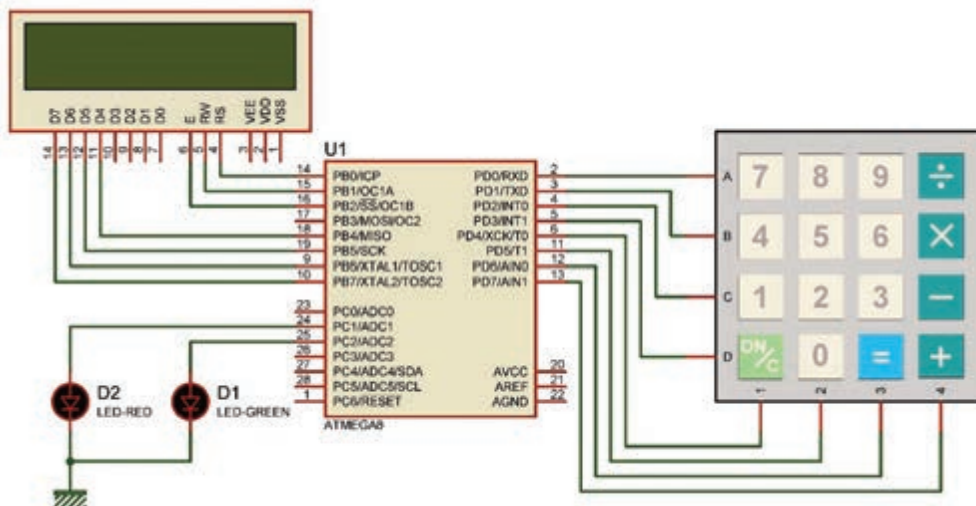 D7 D6 D5 D4 D3 D2 D1 D0 E RW RS VEE VDD VSS
14 13 12 11 10 9 8 7 6 5 4 3 2 1
U1
14 PB0/ICP PD0/RXD 2
15 PB1/OC1A PD1/TXD 3
16 PB2/SS/OC1B PD2/INT0 4
17 PB3/MOSI/OC2 PD3/INT1 5
18 PB4/MISO PD4/XCK/T0 6
19 PB5/SCK PD5/T1 11
9 PB6/XTAL1/TOSC1 PD6/AIN0 12
10 PB7/XTAL2/TOSC2 PD7/AIN1 13
23 PC0/ADC0
24 PC1/ADC1
25 PC2/ADC2
26 PC3/ADC3
27 PC4/ADC4/SDA AVCC 20
28 PC5/ADC5/SCL AREF 21
1 PC6/RESET AGND 22
ATMEGA8
D2
LED-RED
D1
LED-GREEN
A 7 8 9 ÷
B 4 5 6 ×
C 1 2 3 −
D ON/C 0 = +
1 2 3 4